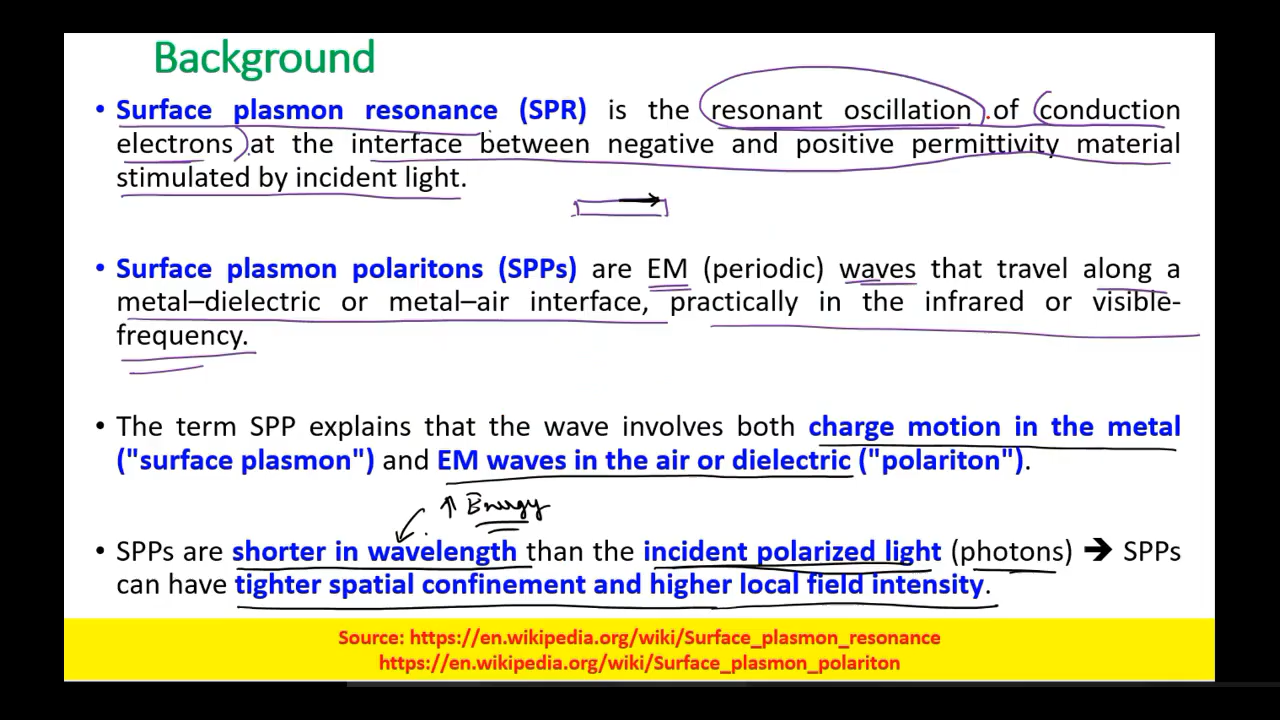 Background
• Surface plasmon resonance (SPR) is the resonant oscillation of conduction
electrons at the interface between negative and positive permittivity material
stimulated by incident light.
• Surface plasmon polaritons (SPPs) are EM (periodic) waves that travel along a
metal–dielectric or metal–air interface, practically in the infrared or visible-
frequency.
• The term SPP explains that the wave involves both charge motion in the metal
("surface plasmon") and EM waves in the air or dielectric ("polariton").
↑ Energy
• SPPs are shorter in wavelength than the incident polarized light (photons) ➔ SPPs
can have tighter spatial confinement and higher local field intensity.
Source: https://en.wikipedia.org/wiki/Surface_plasmon_resonance
https://en.wikipedia.org/wiki/Surface_plasmon_polariton